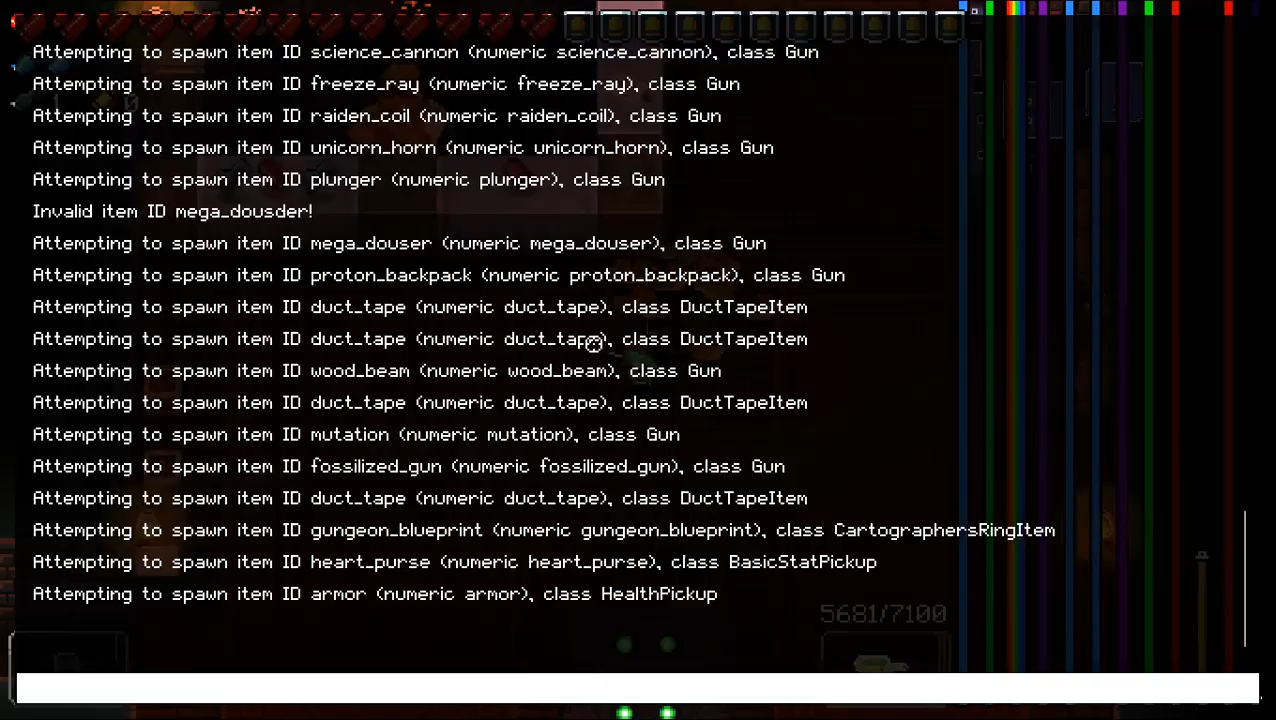 Attempting to spawn item ID science_cannon (numeric science_cannon), class Gun
Attempting to spawn item ID freeze_ray (numeric freeze_ray), class Gun
Attempting to spawn item ID raiden_coil (numeric raiden_coil), class Gun
Attempting to spawn item ID unicorn_horn (numeric unicorn_horn), class Gun
Attempting to spawn item ID plunger (numeric plunger), class Gun
Invalid item ID mega_dousder!
Attempting to spawn item ID mega_douser (numeric mega_douser), class Gun
Attempting to spawn item ID proton_backpack (numeric proton_backpack), class Gun
Attempting to spawn item ID duct_tape (numeric duct_tape), class DuctTapeItem
Attempting to spawn item ID duct_tape (numeric duct_tape), class DuctTapeItem
Attempting to spawn item ID wood_beam (numeric wood_beam), class Gun
Attempting to spawn item ID duct_tape (numeric duct_tape), class DuctTapeItem
Attempting to spawn item ID mutation (numeric mutation), class Gun
Attempting to spawn item ID fossilized_gun (numeric fossilized_gun), class Gun
Attempting to spawn item ID duct_tape (numeric duct_tape), class DuctTapeItem
Attempting to spawn item ID gungeon_blueprint (numeric gungeon_blueprint), class CartographersRingItem
Attempting to spawn item ID heart_purse (numeric heart_purse), class BasicStatPickup
Attempting to spawn item ID armor (numeric armor), class HealthPickup
5681/7100